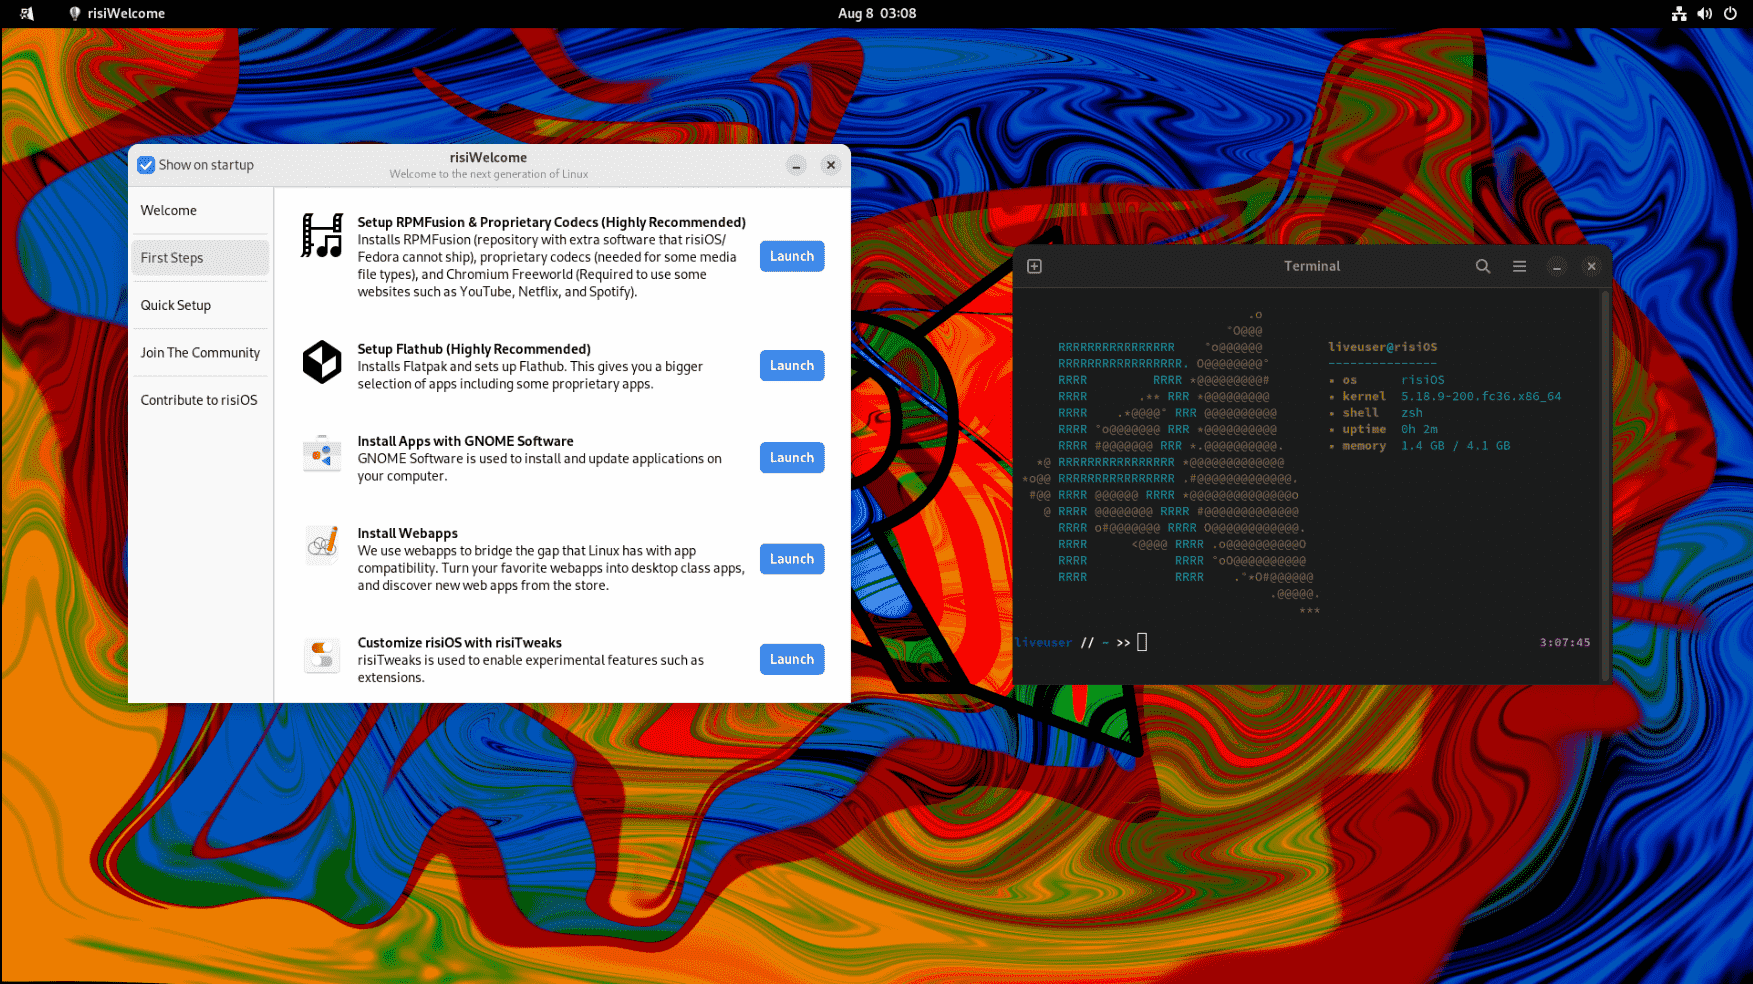 risiWelcome
Aug 8 03:08
Show on startup
risiWelcome
Welcome to the next generation of Linux
Welcome
First Steps
Quick Setup
Join The Community
Contribute to risiOS
Setup RPMFusion & Proprietary Codecs (Highly Recommended)
Installs RPMFusion (repository with extra software that risiOS/
Fedora cannot ship), proprietary codecs (needed for some media
file types), and Chromium Freeworld (Required to use some
websites such as YouTube, Netflix, and Spotify).
Launch
Setup Flathub (Highly Recommended)
Installs Flatpak and sets up Flathub. This gives you a bigger
selection of apps including some proprietary apps.
Launch
Install Apps with GNOME Software
GNOME Software is used to install and update applications on
your computer.
Launch
Install Webapps
We use webapps to bridge the gap that Linux has with app
compatibility. Turn your favorite webapps into desktop class apps,
and discover new web apps from the store.
Launch
Customize risiOS with risiTweaks
risiTweaks is used to enable experimental features such as
extensions.
Launch
Terminal
liveuser@risiOS
----------------
▪ os risiOS
▪ kernel 5.18.9-200.fc36.x86_64
▪ shell zsh
▪ uptime 0h 2m
▪ memory 1.4 GB / 4.1 GB
liveuser // ~ >>
3:07:45